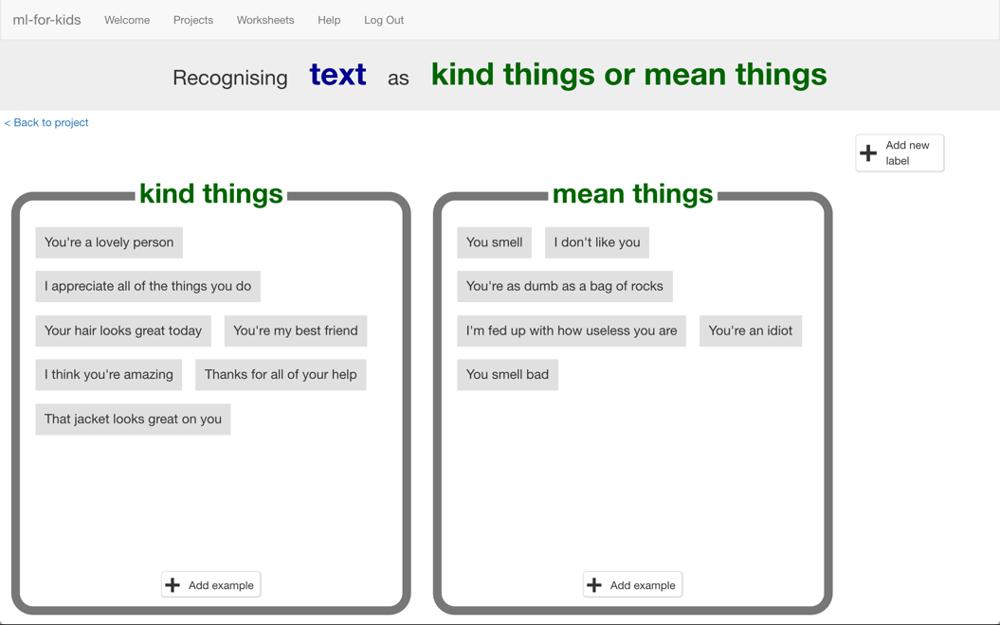 ml-for-kids Welcome Projects Worksheets Help Log Out
Recognising text as kind things or mean things
< Back to project
Add new
label
kind things
You're a lovely person
I appreciate all of the things you do
Your hair looks great today You're my best friend
I think you're amazing Thanks for all of your help
That jacket looks great on you
Add example
mean things
You smell I don't like you
You're as dumb as a bag of rocks
I'm fed up with how useless you are You're an idiot
You smell bad
Add example